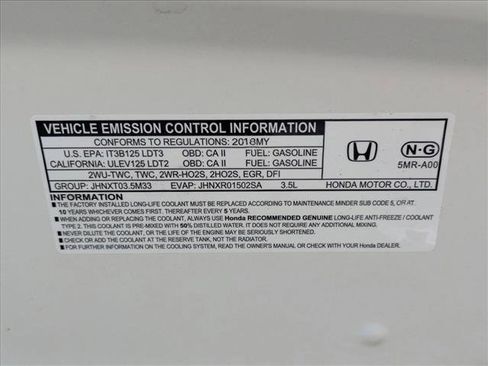 VEHICLE EMISSION CONTROL INFORMATION
CONFORMS TO REGULATIONS: 2018MY
U.S. EPA: IT3B125 LDT3 OBD: CA II FUEL: GASOLINE
CALIFORNIA: ULEV125 LDT2 OBD: CA II FUEL: GASOLINE
N-G
5MR-A00
2WU-TWC, TWC, 2WR-HO2S, 2HO2S, EGR, DFI
GROUP: JHNXT03.5M33 EVAP: JHNXR01502SA 3.5L HONDA MOTOR CO., LTD.
INFORMATION
■ THE FACTORY INSTALLED LONG-LIFE COOLANT MUST BE REPLACED ACCORDING TO MAINTENANCE MINDER SUB CODE 5, OR AT
10 YEARS WHICHEVER COMES FIRST. AFTER THE FIRST REPLACEMENT, REPLACE EVERY 5 YEARS.
■ WHEN ADDING OR REPLACING THE COOLANT, ALWAYS USE Honda RECOMMENDED GENUINE LONG-LIFE ANTI-FREEZE / COOLANT
TYPE 2. THIS COOLANT IS PRE-MIXED WITH 50% DISTILLED WATER. IT DOES NOT REQUIRE ANY ADDITIONAL MIXING.
■ NEVER DILUTE THE COOLANT, OR THE LIFE OF THE ENGINE MAY BE SERIOUSLY SHORTENED.
■ CHECK OR ADD COOLANT AT THE RESERVE TANK, NOT THE RADIATOR.
■ FOR FURTHER INFORMATION ON THE COOLING SYSTEM, READ THE OWNER'S MANUAL OR CHECK WITH YOUR Honda DEALER.